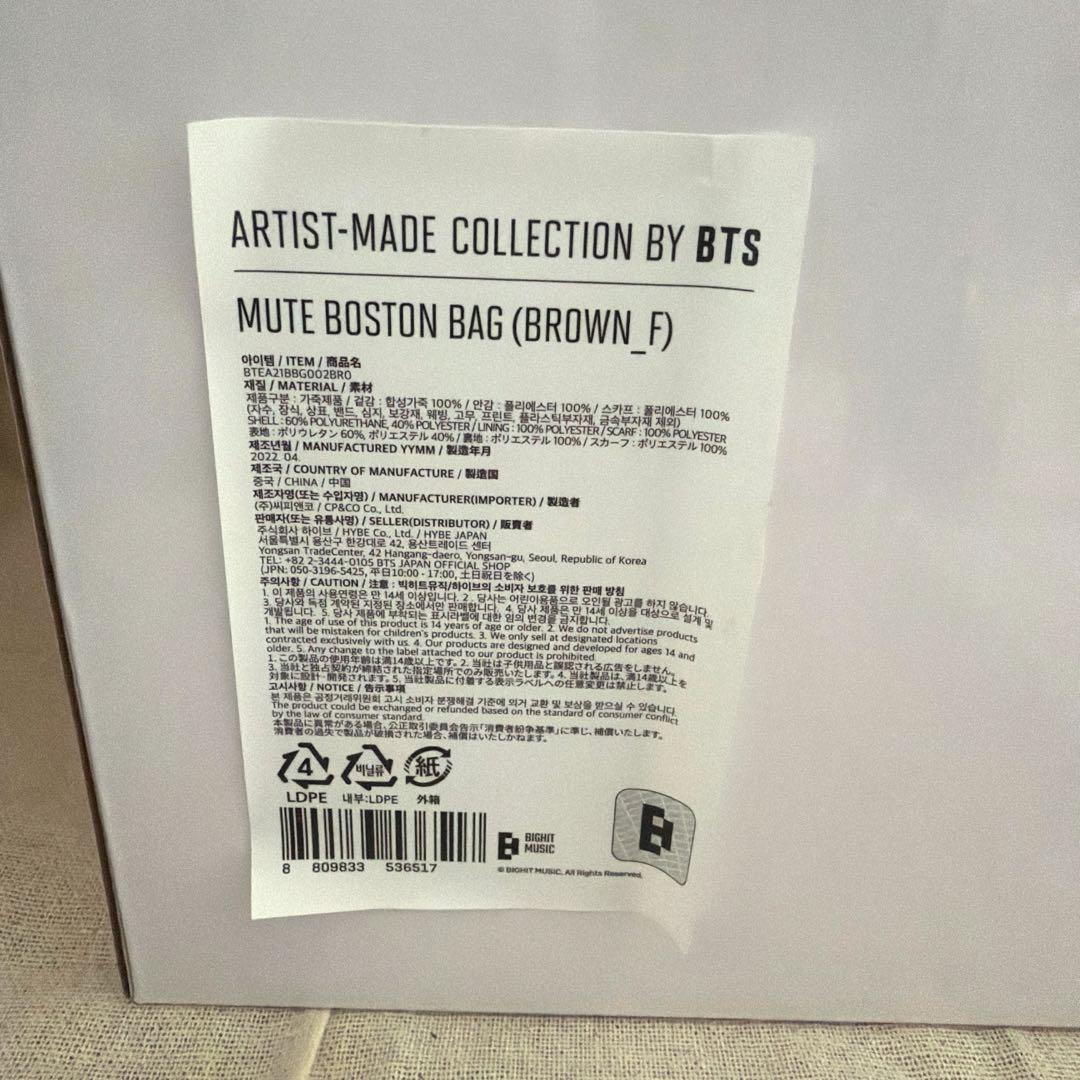 ARTIST-MADE COLLECTION BY BTS
MUTE BOSTON BAG (BROWN_F)
아이템 / ITEM / 商品名
BTEA21BBG002BR0
재질 / MATERIAL / 素材
제품구분 : 가죽제품 / 겉감 : 합성가죽 100% / 안감 : 폴리에스터 100% / 스카프 : 폴리에스터 100%
(자수, 장식, 상표, 밴드, 심지, 보강재, 웨빙, 고무, 프린트, 플라스틱부자재, 금속부자재 제외)
SHELL : 60% POLYURETHANE, 40% POLYESTER / LINING : 100% POLYESTER / SCARF : 100% POLYESTER
表地 : ポリウレタン 60%, ポリエステル 40% / 裏地 : ポリエステル 100% / スカーフ : ポリエステル 100%
제조년월 / MANUFACTURED YYMM / 製造年月
2022. 04.
제조국 / COUNTRY OF MANUFACTURE / 製造国
중국 / CHINA / 中国
제조자명(또는 수입자명) / MANUFACTURER(IMPORTER) / 製造者
(주)씨피앤코 / CP&CO Co., Ltd.
판매자(또는 유통사명) / SELLER(DISTRIBUTOR) / 販賣者
주식회사 하이브 / HYBE Co., Ltd. / HYBE JAPAN
서울특별시 용산구 한강대로 42, 용산트레이드 센터
Yongsan TradeCenter, 42 Hangang-daero, Yongsan-gu, Seoul, Republic of Korea
TEL: +82 2-3444-0105 BTS JAPAN OFFICIAL SHOP
(JPN: 050-3196-5425, 平日10:00 - 17:00, 土日祝日を除く)
주의사항 / CAUTION / 注意 : 빅히트뮤직/하이브의 소비자 보호를 위한 판매 방침
1. 이 제품의 사용연령은 만 14세 이상입니다. 2 . 당사는 어린이용품으로 오인될 광고를 하지 않습니다.
3. 당사와 독점 계약된 지정된 장소에서만 판매합니다. 4. 당사 제품은 만 14세 이상을 대상으로 설계 및
개발됩니다. 5. 당사 제품에 부착되는 표시라벨에 대한 임의 변경을 금지합니다.
1. The age of use of this product is 14 years of age or older. 2. We do not advertise products
that will be mistaken for children's products. 3. We only sell at designated locations
contracted exclusively with us. 4. Our products are designed and developed for ages 14 and
older. 5. Any change to the label attached to our product is prohibited.
1. この製品の使用年齢は満14歳以上です。2. 当社は子供用品と誤認される広告をしません。
3. 当社と独占契約が締結された指定場所でのみ販売いたします。4. 当社製品は、満14歳以上を
対象に設計·開発されます。5. 当社製品に付着する表示ラベルへの任意変更は禁止します。
고시사항 / NOTICE / 告示事項
본 제품은 공정거래위원회 고시 소비자 분쟁해결 기준에 의거 교환 및 보상을 받으실 수 있습니다.
The product could be exchanged or refunded based on the standard of consumer conflict
by the law of consumer standard.
本製品に異常がある場合、公正取引委員会告示「消費者紛争基準」に準じ、補償いたします。
消費者の過失で製品が破損された場合、補償はいたしかねます。
4 비닐류 紙
LDPE 내부:LDPE 外箱
8 809833 536517
BIGHIT
MUSIC
© BIGHIT MUSIC. All Rights Reserved.